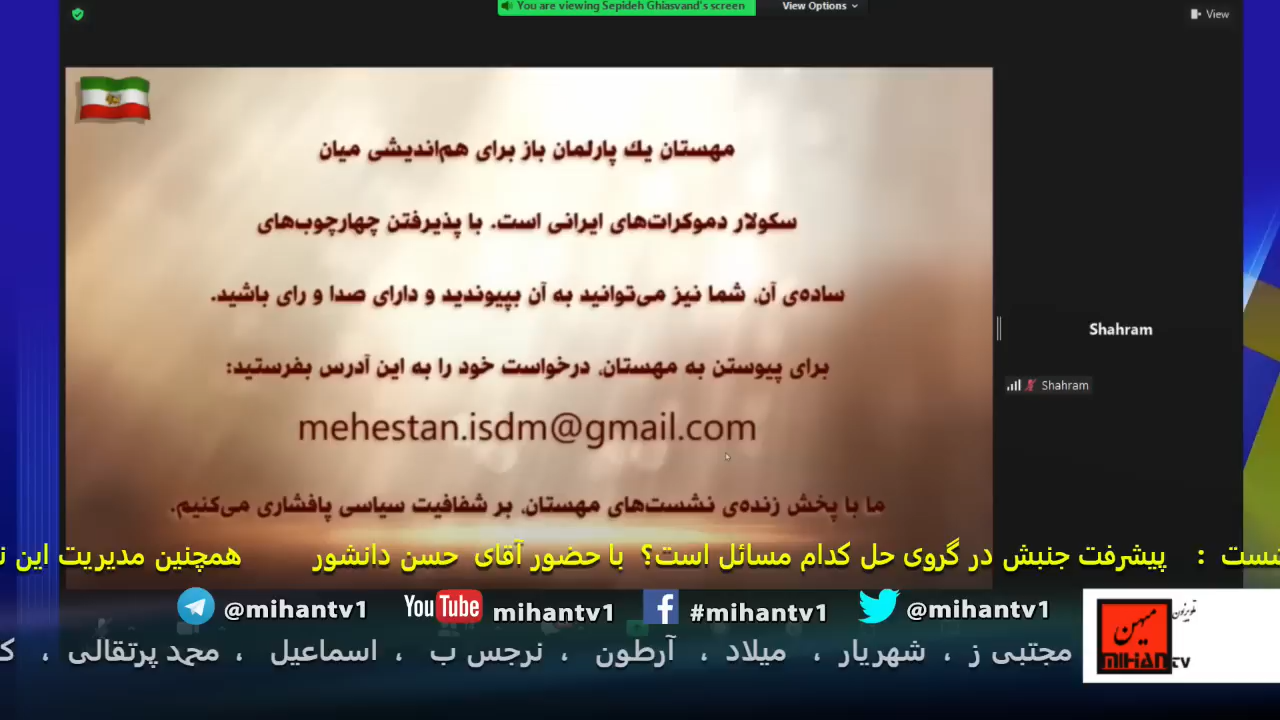 You are viewing Sepideh Ghiasvand's screen
View Options
View
مهستان یك پارلمان باز برای هم‌اندیشی میان
سکولار دموکرات‌های ایرانی است. با پذیرفتن چهارچوب‌های
ساده‌ی آن، شما نیز می‌توانید به آن بپیوندید و دارای صدا و رای باشید.
برای پیوستن به مهستان، درخواست خود را به این آدرس بفرستید:
mehestan.isdm@gmail.com
ما با پخش زنده‌ی نشست‌های مهستان، بر شفافیت سیاسی پافشاری می‌کنیم.
Shahram
Shahram
شست : پیشرفت جنبش در گروی حل کدام مسائل است؟ با حضور آقای حسن دانشور همچنین مدیریت این
@mihantv1 YouTube mihantv1 #mihantv1 @mihantv1
مجتبی ز ، شهریار ، میلاد ، آرطون ، نرجس ب ، اسماعیل ، محمد پرتقالی ،
تلویزیون
میهن
MIHAN TV